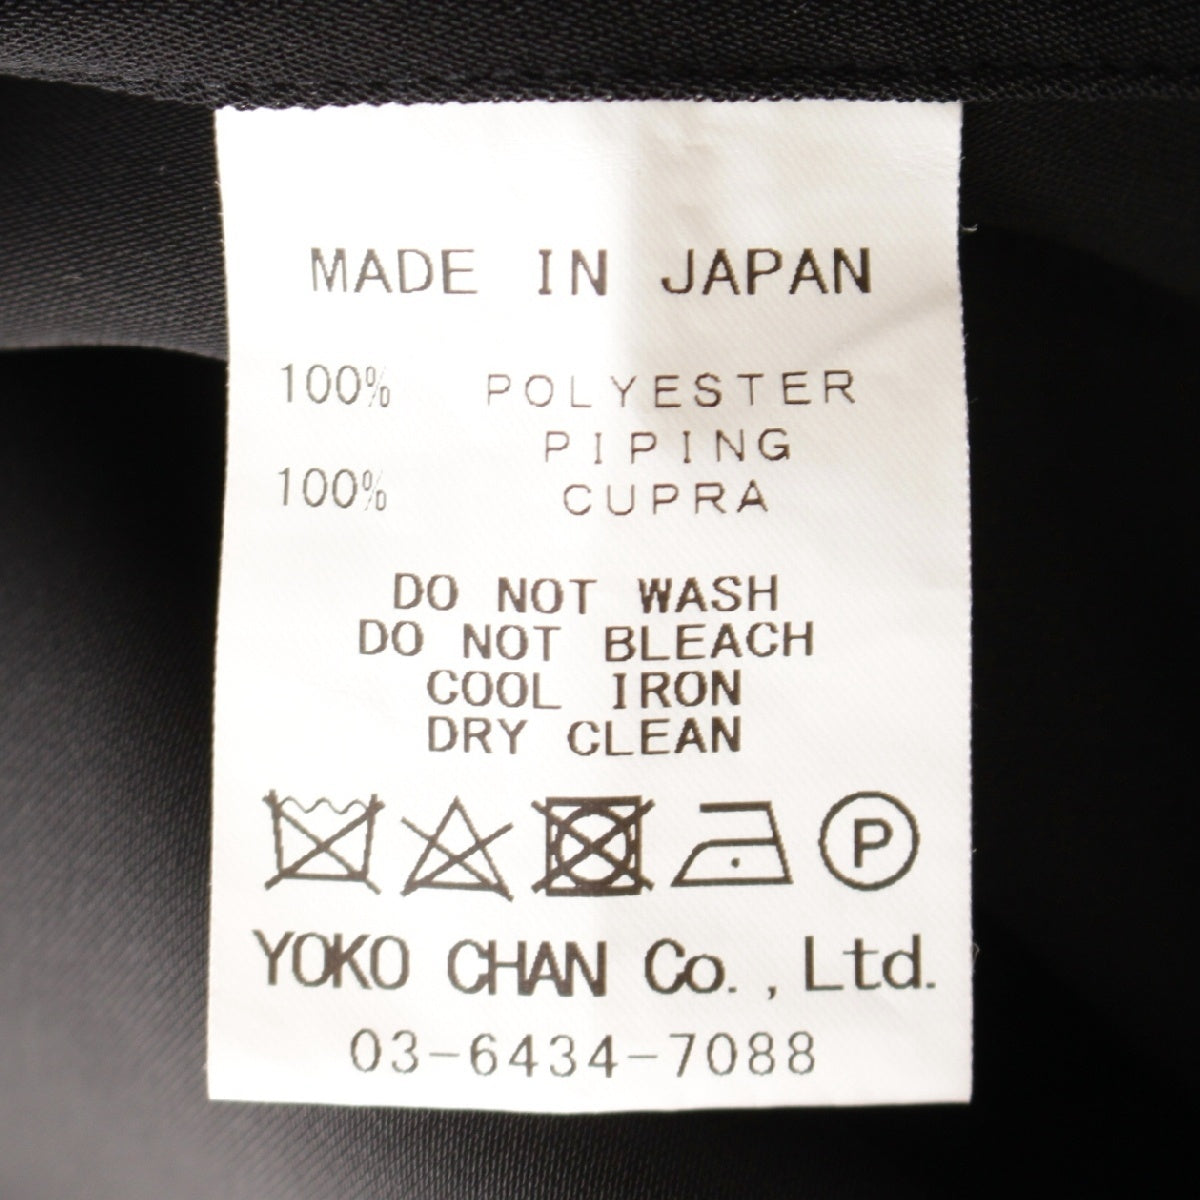 MADE IN JAPAN
100% POLYESTER
PIPING
100% CUPRA
DO NOT WASH
DO NOT BLEACH
COOL IRON
DRY CLEAN
P
YOKO CHAN Co., Ltd.
03-6434-7088